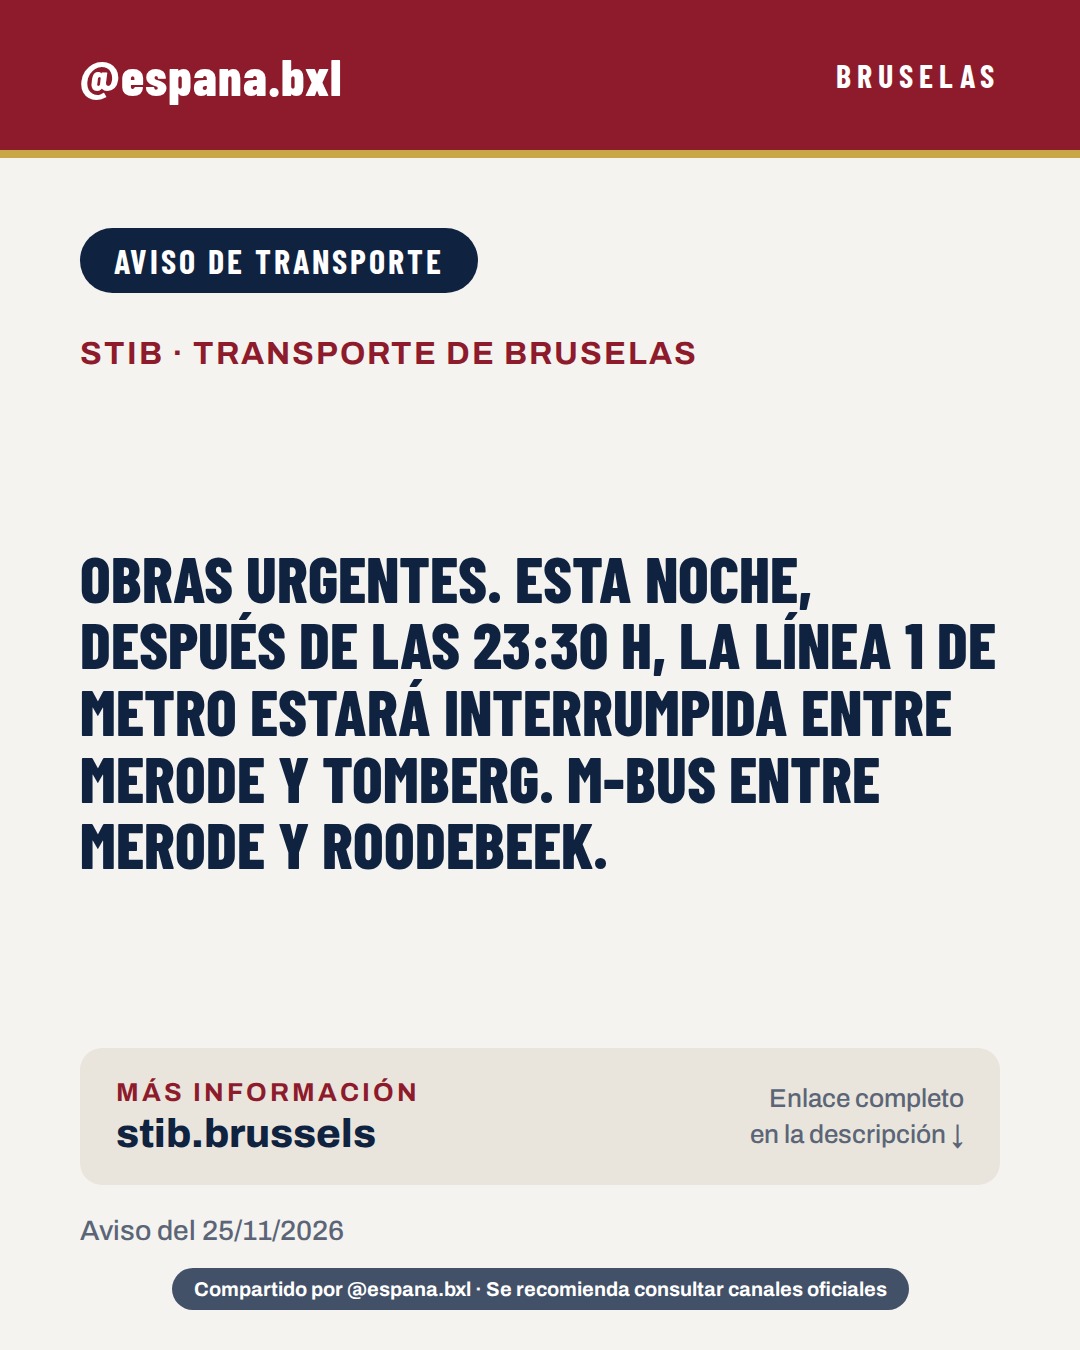 @espana.bxl
BRUSELAS
AVISO DE TRANSPORTE
STIB · TRANSPORTE DE BRUSELAS
OBRAS URGENTES. ESTA NOCHE,
DESPUÉS DE LAS 23:30 H, LA LÍNEA 1 DE
METRO ESTARÁ INTERRUMPIDA ENTRE
MERODE Y TOMBERG. M-BUS ENTRE
MERODE Y ROODEBEEK.
MÁS INFORMACIÓN
stib.brussels
Enlace completo
en la descripción ↓
Aviso del 25/11/2026
Compartido por @espana.bxl · Se recomienda consultar canales oficiales